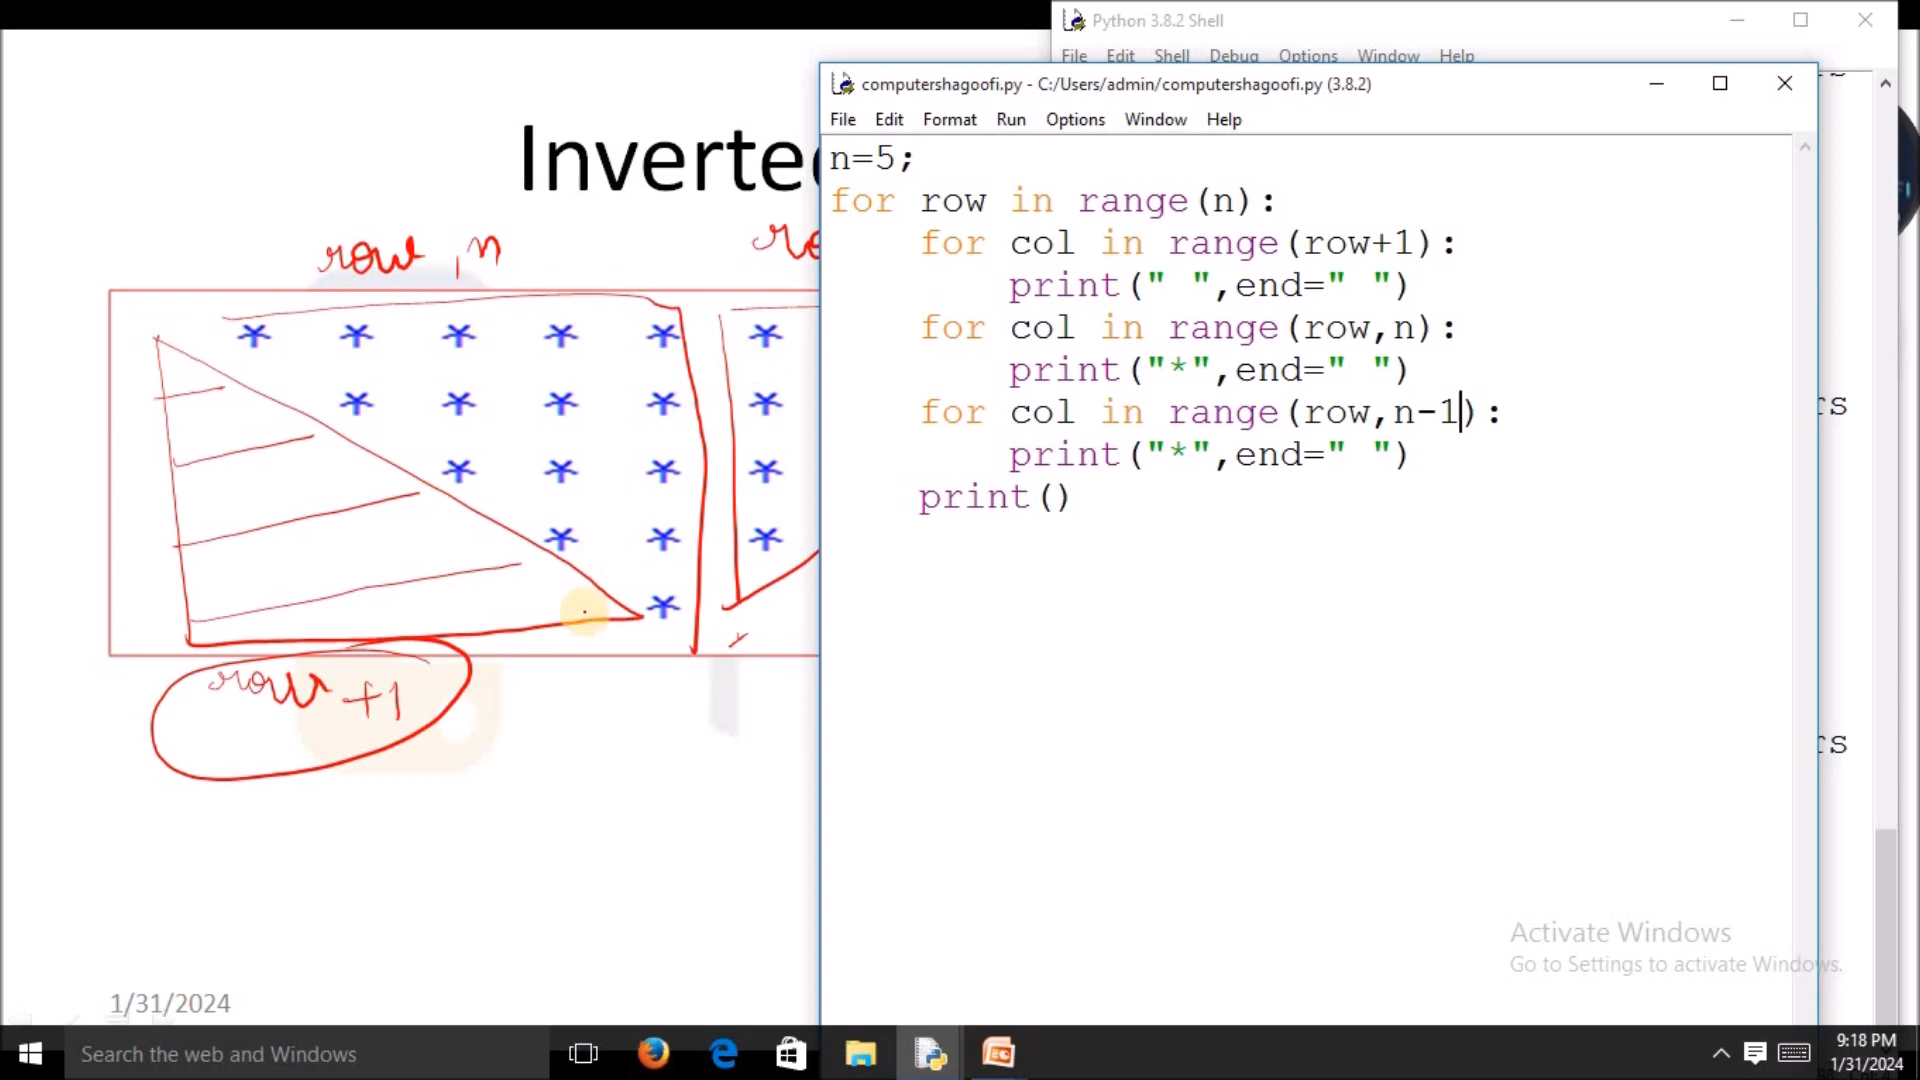 Python 3.8.2 Shell
File Edit Shell Debug Options Window Help
computershagoofi.py - C:/Users/admin/computershagoofi.py (3.8.2)
File Edit Format Run Options Window Help
n=5;
for row in range(n):
    for col in range(row+1):
        print(" ",end=" ")
    for col in range(row,n):
        print("*",end=" ")
    for col in range(row,n-1):
        print("*",end=" ")
    print()
Inverte
row , n
* * * * * *
* * * * *
* * * *
* * *
*
row +1
rs
rs
Activate Windows
Go to Settings to activate Windows.
1/31/2024
Search the web and Windows
9:18 PM
1/31/2024